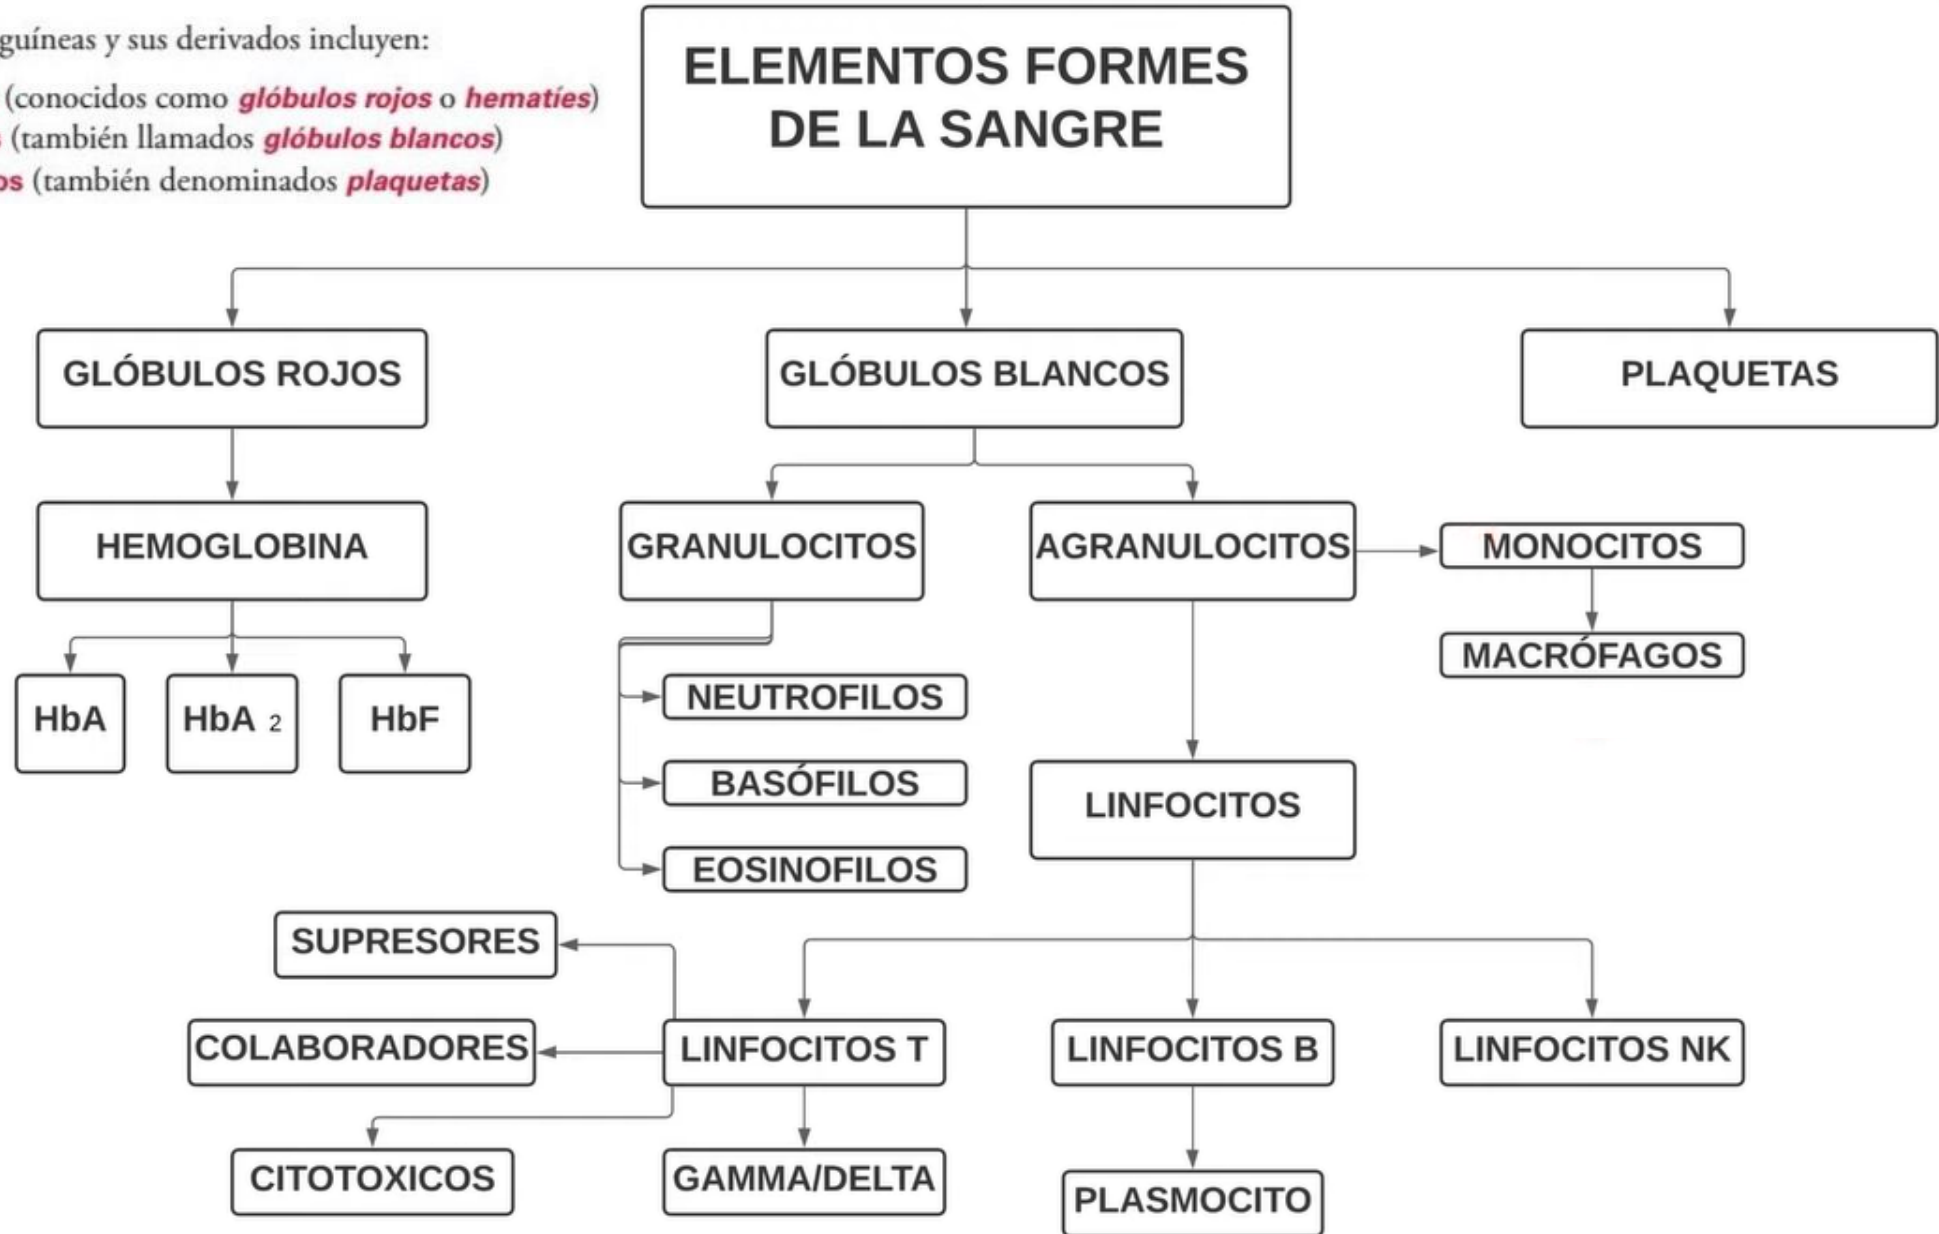 guíneas y sus derivados incluyen:
(conocidos como glóbulos rojos o hematíes)
s (también llamados glóbulos blancos)
os (también denominados plaquetas)
ELEMENTOS FORMES
DE LA SANGRE
GLÓBULOS ROJOS
GLÓBULOS BLANCOS
PLAQUETAS
HEMOGLOBINA
GRANULOCITOS
AGRANULOCITOS
MONOCITOS
MACRÓFAGOS
HbA
HbA 2
HbF
NEUTROFILOS
BASÓFILOS
EOSINOFILOS
LINFOCITOS
SUPRESORES
COLABORADORES
LINFOCITOS T
LINFOCITOS B
LINFOCITOS NK
CITOTOXICOS
GAMMA/DELTA
PLASMOCITO